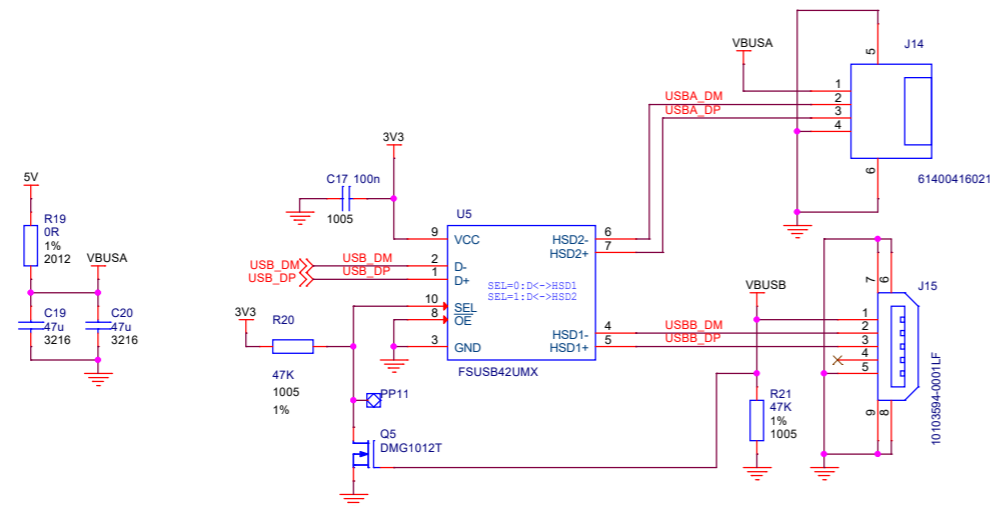 5V
R19
0R
1%
2012
VBUSA
C19
47u
3216
C20
47u
3216
3V3
C17 100n
1005
U5
9
VCC
2
D-
1
D+
10
SEL
8
OE
3
GND
HSD2-
6
HSD2+
7
SEL=0:D<->HSD1
SEL=1:D<->HSD2
HSD1-
4
HSD1+
5
FSUSB42UMX
USB_DM
USB_DM
USB_DP
USB_DP
3V3
R20
47K
1005
1%
PP11
Q5
DMG1012T
VBUSA
USBA_DM
USBA_DP
J14
5
1
2
3
4
6
61400416021
VBUSB
USBB_DM
USBB_DP
R21
47K
1%
1005
J15
7
6
1
2
3
4
5
9
8
10103594-0001LF